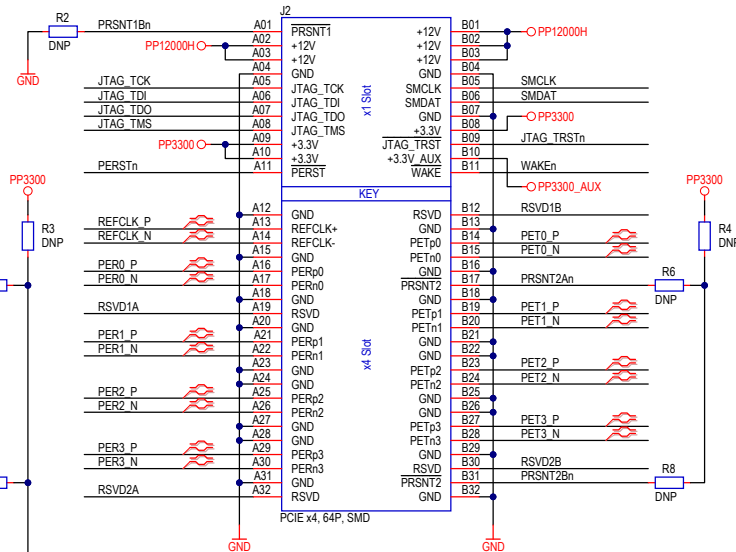 J2
R2
DNP
PRSNT1Bn
A01
PRSNT1
+12V
B01
PP12000H
PP12000H
A02
+12V
+12V
B02
A03
+12V
+12V
B03
GND
A04
GND
GND
B04
JTAG_TCK
A05
JTAG_TCK
SMCLK
B05
SMCLK
JTAG_TDI
A06
JTAG_TDI
SMDAT
B06
SMDAT
JTAG_TDO
A07
JTAG_TDO
GND
B07
PP3300
JTAG_TMS
A08
JTAG_TMS
+3.3V
B08
PP3300
A09
+3.3V
JTAG_TRST
B09
JTAG_TRSTn
A10
+3.3V
+3.3V_AUX
B10
PERSTn
A11
PERST
WAKE
B11
WAKEn
x1 Slot
PP3300_AUX
KEY
PP3300
PP3300
R3
DNP
R4
DNP
A12
GND
RSVD
B12
RSVD1B
REFCLK_P
A13
REFCLK+
GND
B13
REFCLK_N
A14
REFCLK-
PETp0
B14
PET0_P
A15
GND
PETn0
B15
PET0_N
PER0_P
A16
PERp0
GND
B16
PER0_N
A17
PERn0
PRSNT2
B17
PRSNT2An
R6
DNP
A18
GND
GND
B18
RSVD1A
A19
RSVD
PETp1
B19
PET1_P
A20
GND
PETn1
B20
PET1_N
PER1_P
A21
PERp1
GND
B21
PER1_N
A22
PERn1
GND
B22
x4 Slot
A23
GND
PETp2
B23
PET2_P
A24
GND
PETn2
B24
PET2_N
PER2_P
A25
PERp2
GND
B25
PER2_N
A26
PERn2
GND
B26
A27
GND
PETp3
B27
PET3_P
A28
GND
PETn3
B28
PET3_N
PER3_P
A29
PERp3
GND
B29
PER3_N
A30
PERn3
RSVD
B30
RSVD2B
A31
GND
PRSNT2
B31
PRSNT2Bn
R8
DNP
RSVD2A
A32
RSVD
GND
B32
PCIE x4, 64P, SMD
GND
GND